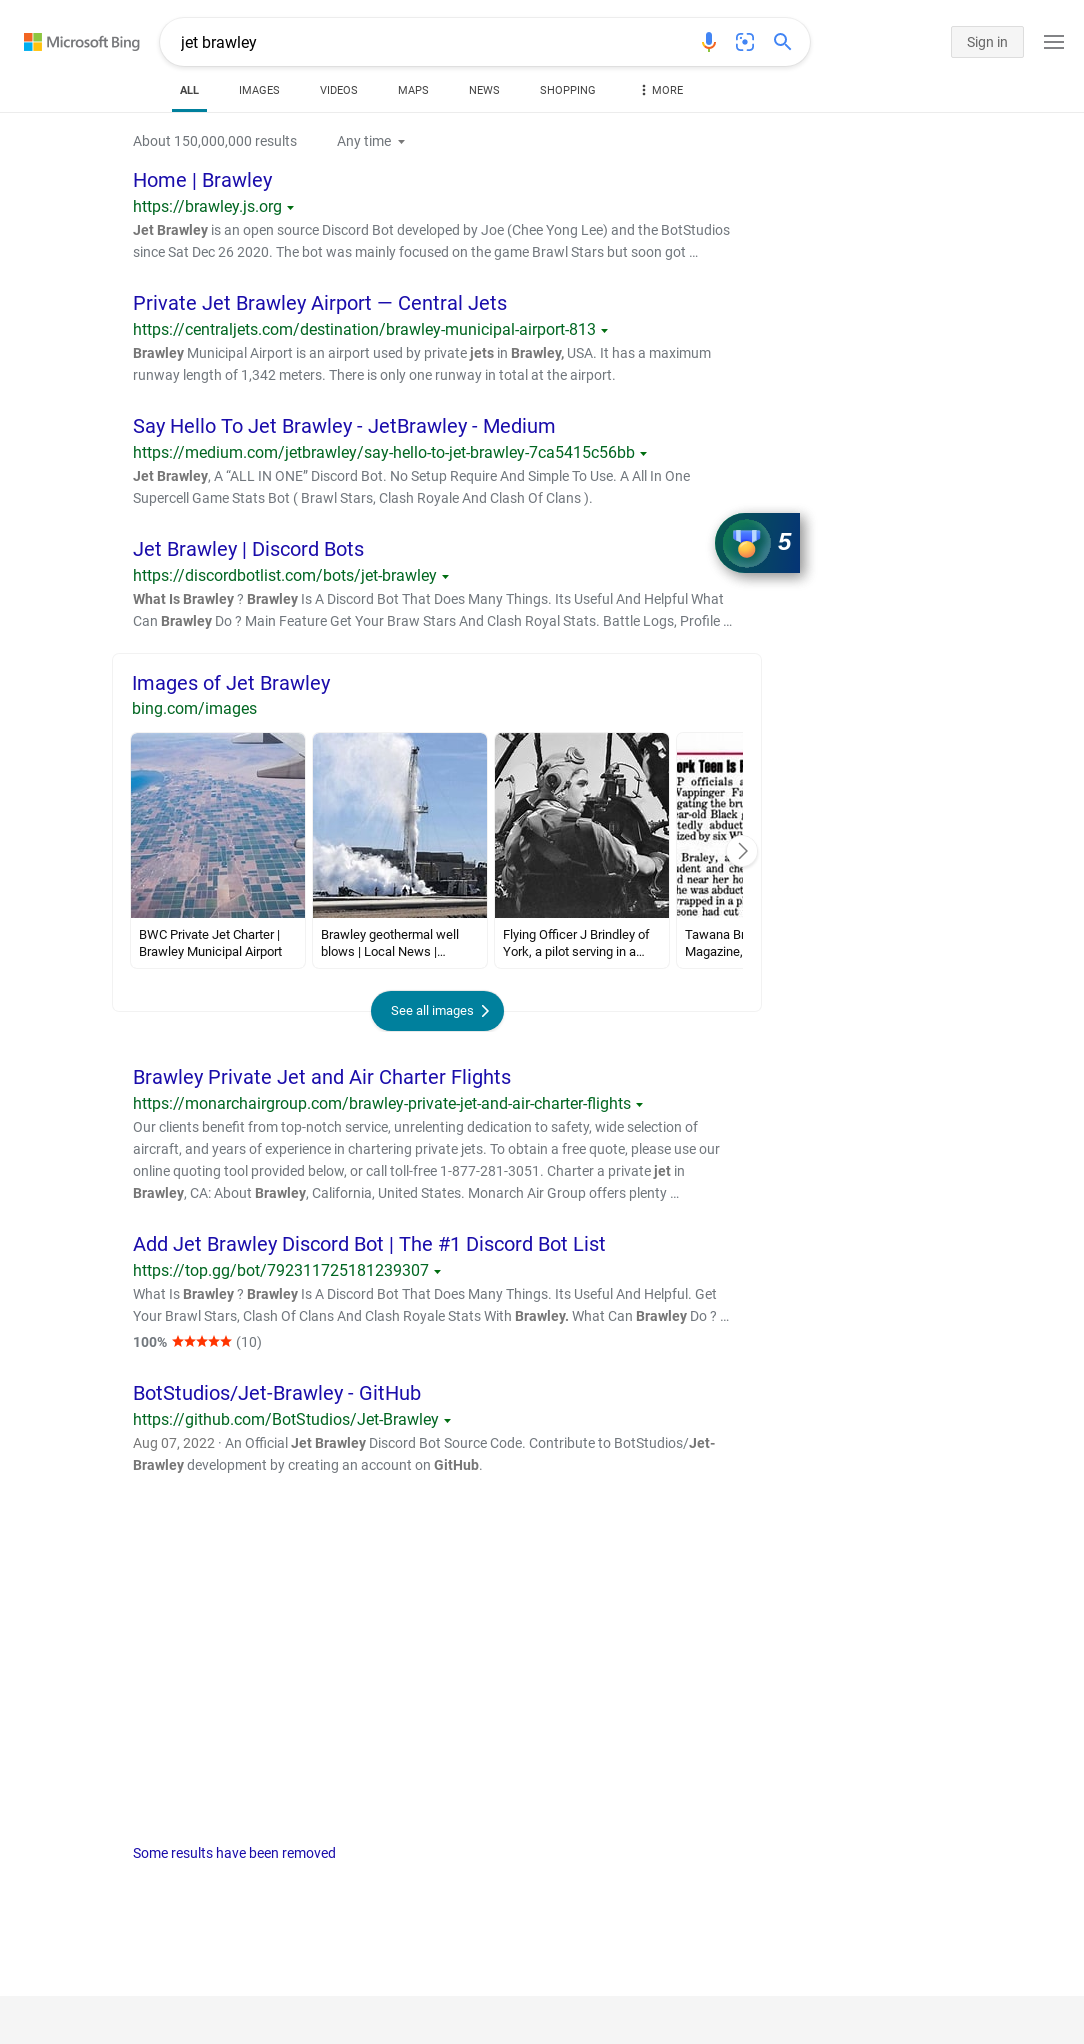 Microsoft Bing
jet brawley
Sign in
ALL
IMAGES
VIDEOS
MAPS
NEWS
SHOPPING
MORE
About 150,000,000 results
Any time
Home | Brawley
https://brawley.js.org
Jet Brawley is an open source Discord Bot developed by Joe (Chee Yong Lee) and the BotStudios
since Sat Dec 26 2020. The bot was mainly focused on the game Brawl Stars but soon got …
Private Jet Brawley Airport — Central Jets
https://centraljets.com/destination/brawley-municipal-airport-813
Brawley Municipal Airport is an airport used by private jets in Brawley, USA. It has a maximum
runway length of 1,342 meters. There is only one runway in total at the airport.
Say Hello To Jet Brawley - JetBrawley - Medium
https://medium.com/jetbrawley/say-hello-to-jet-brawley-7ca5415c56bb
Jet Brawley, A “ALL IN ONE” Discord Bot. No Setup Require And Simple To Use. A All In One
Supercell Game Stats Bot ( Brawl Stars, Clash Royale And Clash Of Clans ).
5
Jet Brawley | Discord Bots
https://discordbotlist.com/bots/jet-brawley
What Is Brawley ? Brawley Is A Discord Bot That Does Many Things. Its Useful And Helpful What
Can Brawley Do ? Main Feature Get Your Braw Stars And Clash Royal Stats. Battle Logs, Profile …
Images of Jet Brawley
bing.com/images
ork Teen Is
P officials a
Wappinger Fa
gating the bru
ear-old Black
tedly abduct
ized by six W
Braley, a
dent and che
d near her ho
he was abduct
rapped in a p
eone had cut
BWC Private Jet Charter |
Brawley Municipal Airport
Brawley geothermal well
blows | Local News |…
Flying Officer J Brindley of
York, a pilot serving in a…
Tawana Br
Magazine,
See all images
Brawley Private Jet and Air Charter Flights
https://monarchairgroup.com/brawley-private-jet-and-air-charter-flights
Our clients benefit from top-notch service, unrelenting dedication to safety, wide selection of
aircraft, and years of experience in chartering private jets. To obtain a free quote, please use our
online quoting tool provided below, or call toll-free 1-877-281-3051. Charter a private jet in
Brawley, CA: About Brawley, California, United States. Monarch Air Group offers plenty …
Add Jet Brawley Discord Bot | The #1 Discord Bot List
https://top.gg/bot/792311725181239307
What Is Brawley ? Brawley Is A Discord Bot That Does Many Things. Its Useful And Helpful. Get
Your Brawl Stars, Clash Of Clans And Clash Royale Stats With Brawley. What Can Brawley Do ? …
100% ★★★★★ (10)
BotStudios/Jet-Brawley - GitHub
https://github.com/BotStudios/Jet-Brawley
Aug 07, 2022 · An Official Jet Brawley Discord Bot Source Code. Contribute to BotStudios/Jet-
Brawley development by creating an account on GitHub.
Some results have been removed